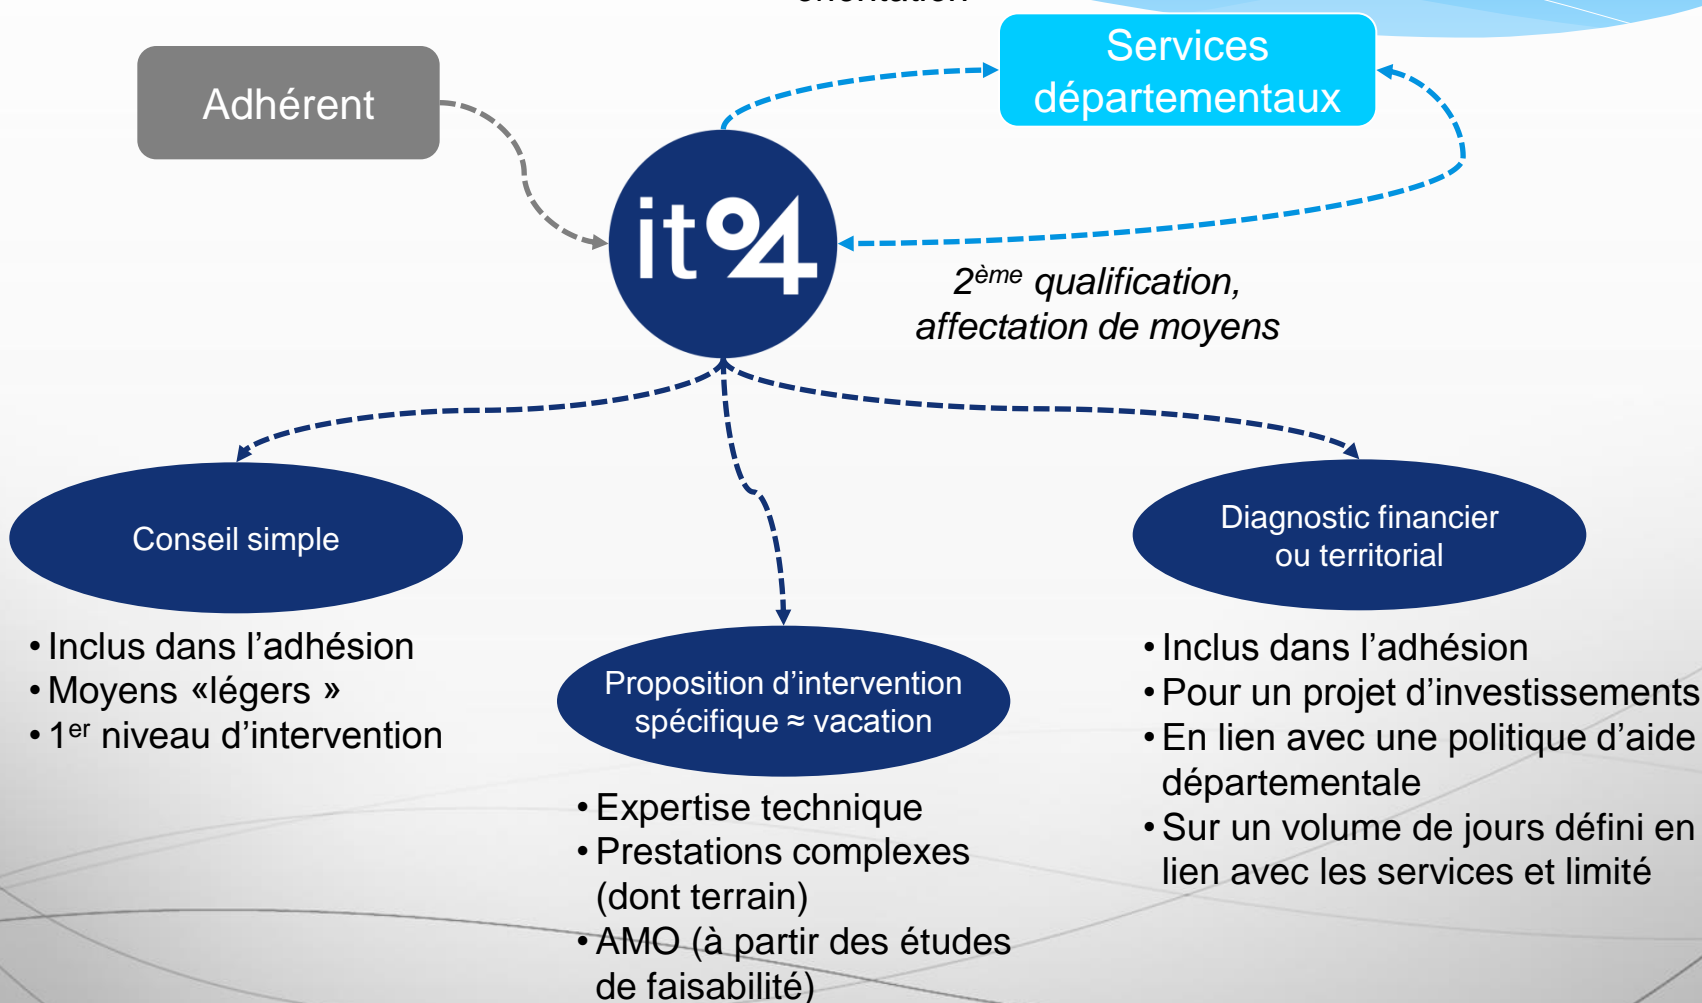 orientation
Services
départementaux
Adhérent
it04
2ème qualification,
affectation de moyens
Conseil simple
• Inclus dans l’adhésion
• Moyens «légers »
• 1er niveau d’intervention
Proposition d’intervention
spécifique ≈ vacation
• Expertise technique
• Prestations complexes
(dont terrain)
• AMO (à partir des études
de faisabilité)
Diagnostic financier
ou territorial
• Inclus dans l’adhésion
• Pour un projet d’investissements
• En lien avec une politique d’aide
départementale
• Sur un volume de jours défini en
lien avec les services et limité